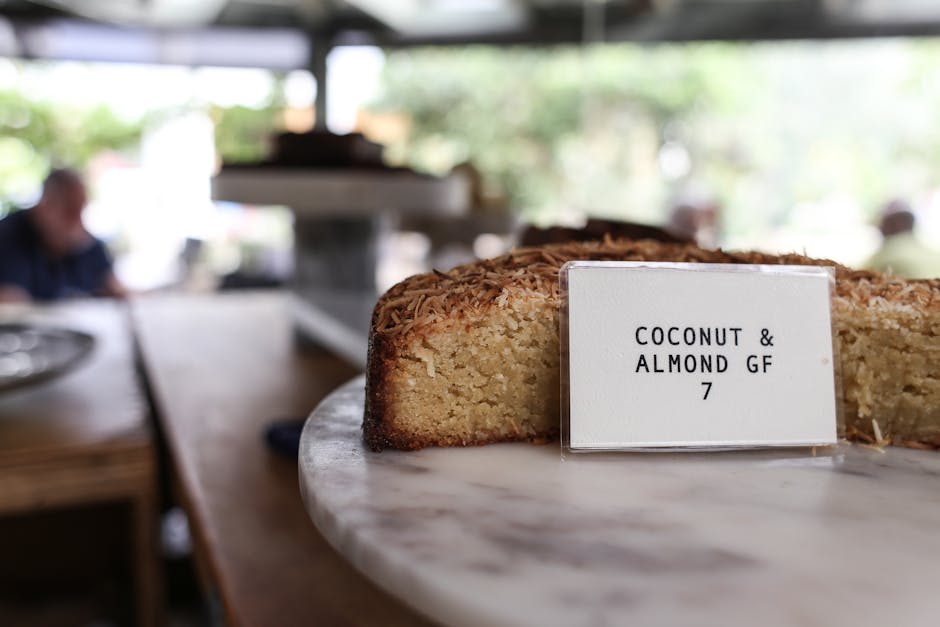 COCONUT &
ALMOND GF
7